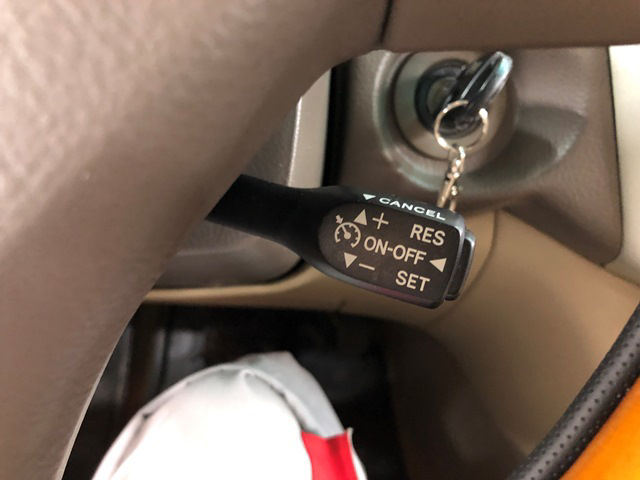 ▼ CANCEL
▲+ RES
ON-OFF ◀
▼− SET